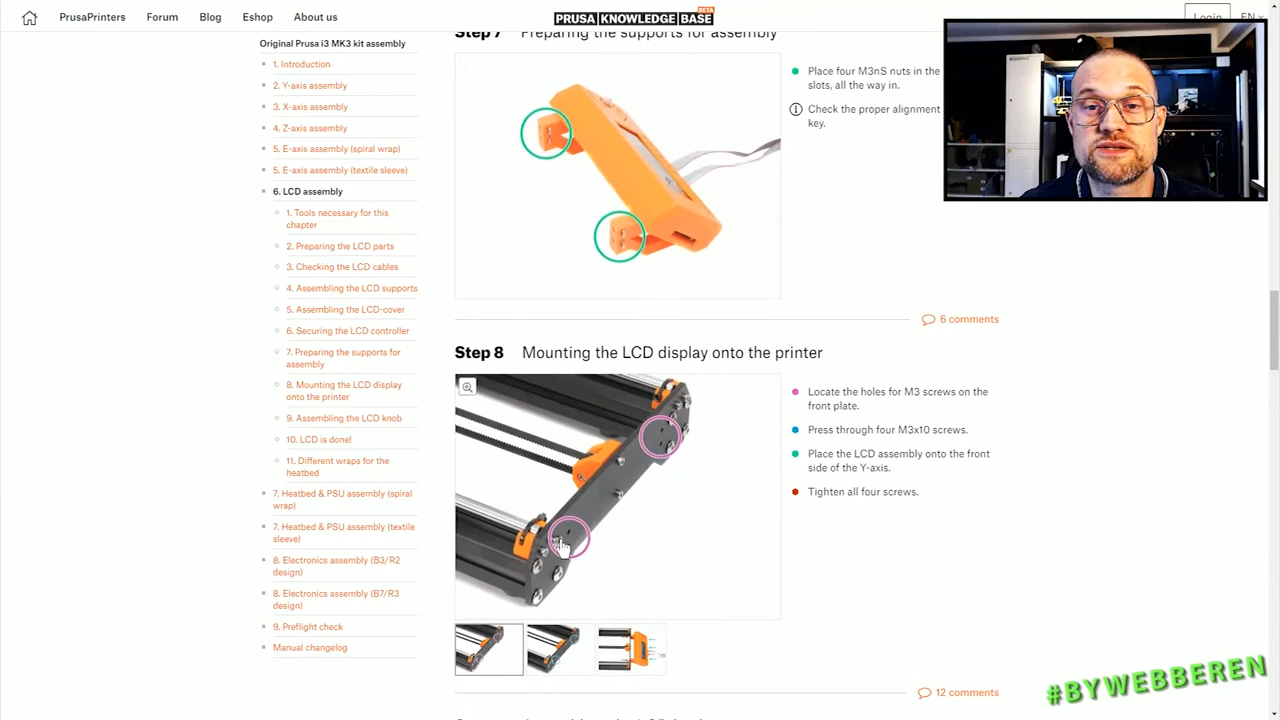 PrusaPrinters Forum Blog Eshop About us
PRUSA KNOWLEDGE BASE
BETA
Login
EN
Original Prusa i3 MK3 kit assembly
1. Introduction
2. Y-axis assembly
3. X-axis assembly
4. Z-axis assembly
5. E-axis assembly (spiral wrap)
5. E-axis assembly (textile sleeve)
6. LCD assembly
1. Tools necessary for this
chapter
2. Preparing the LCD parts
3. Checking the LCD cables
4. Assembling the LCD supports
5. Assembling the LCD-cover
6. Securing the LCD controller
7. Preparing the supports for
assembly
8. Mounting the LCD display
onto the printer
9. Assembling the LCD knob
10. LCD is done!
11. Different wraps for the
heatbed
7. Heatbed & PSU assembly (spiral
wrap)
7. Heatbed & PSU assembly (textile
sleeve)
8. Electronics assembly (B3/R2
design)
8. Electronics assembly (B7/R3
design)
9. Preflight check
Manual changelog
Step 7 Preparing the supports for assembly
Place four M3nS nuts in the
slots, all the way in.
Check the proper alignment
key.
6 comments
Step 8 Mounting the LCD display onto the printer
Locate the holes for M3 screws on the
front plate.
Press through four M3x10 screws.
Place the LCD assembly onto the front
side of the Y-axis.
Tighten all four screws.
12 comments
#BYWEBBEREN